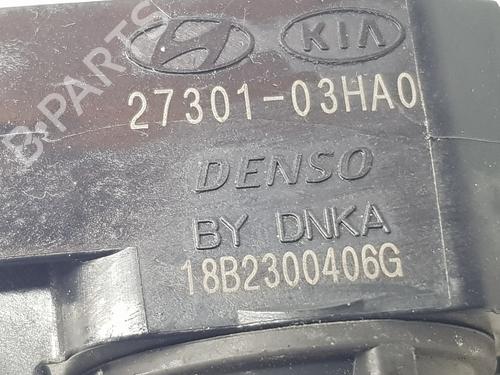 KIA
27301-03HA0
DENSO
BY DNKA
18B2300406G
B-PARTS